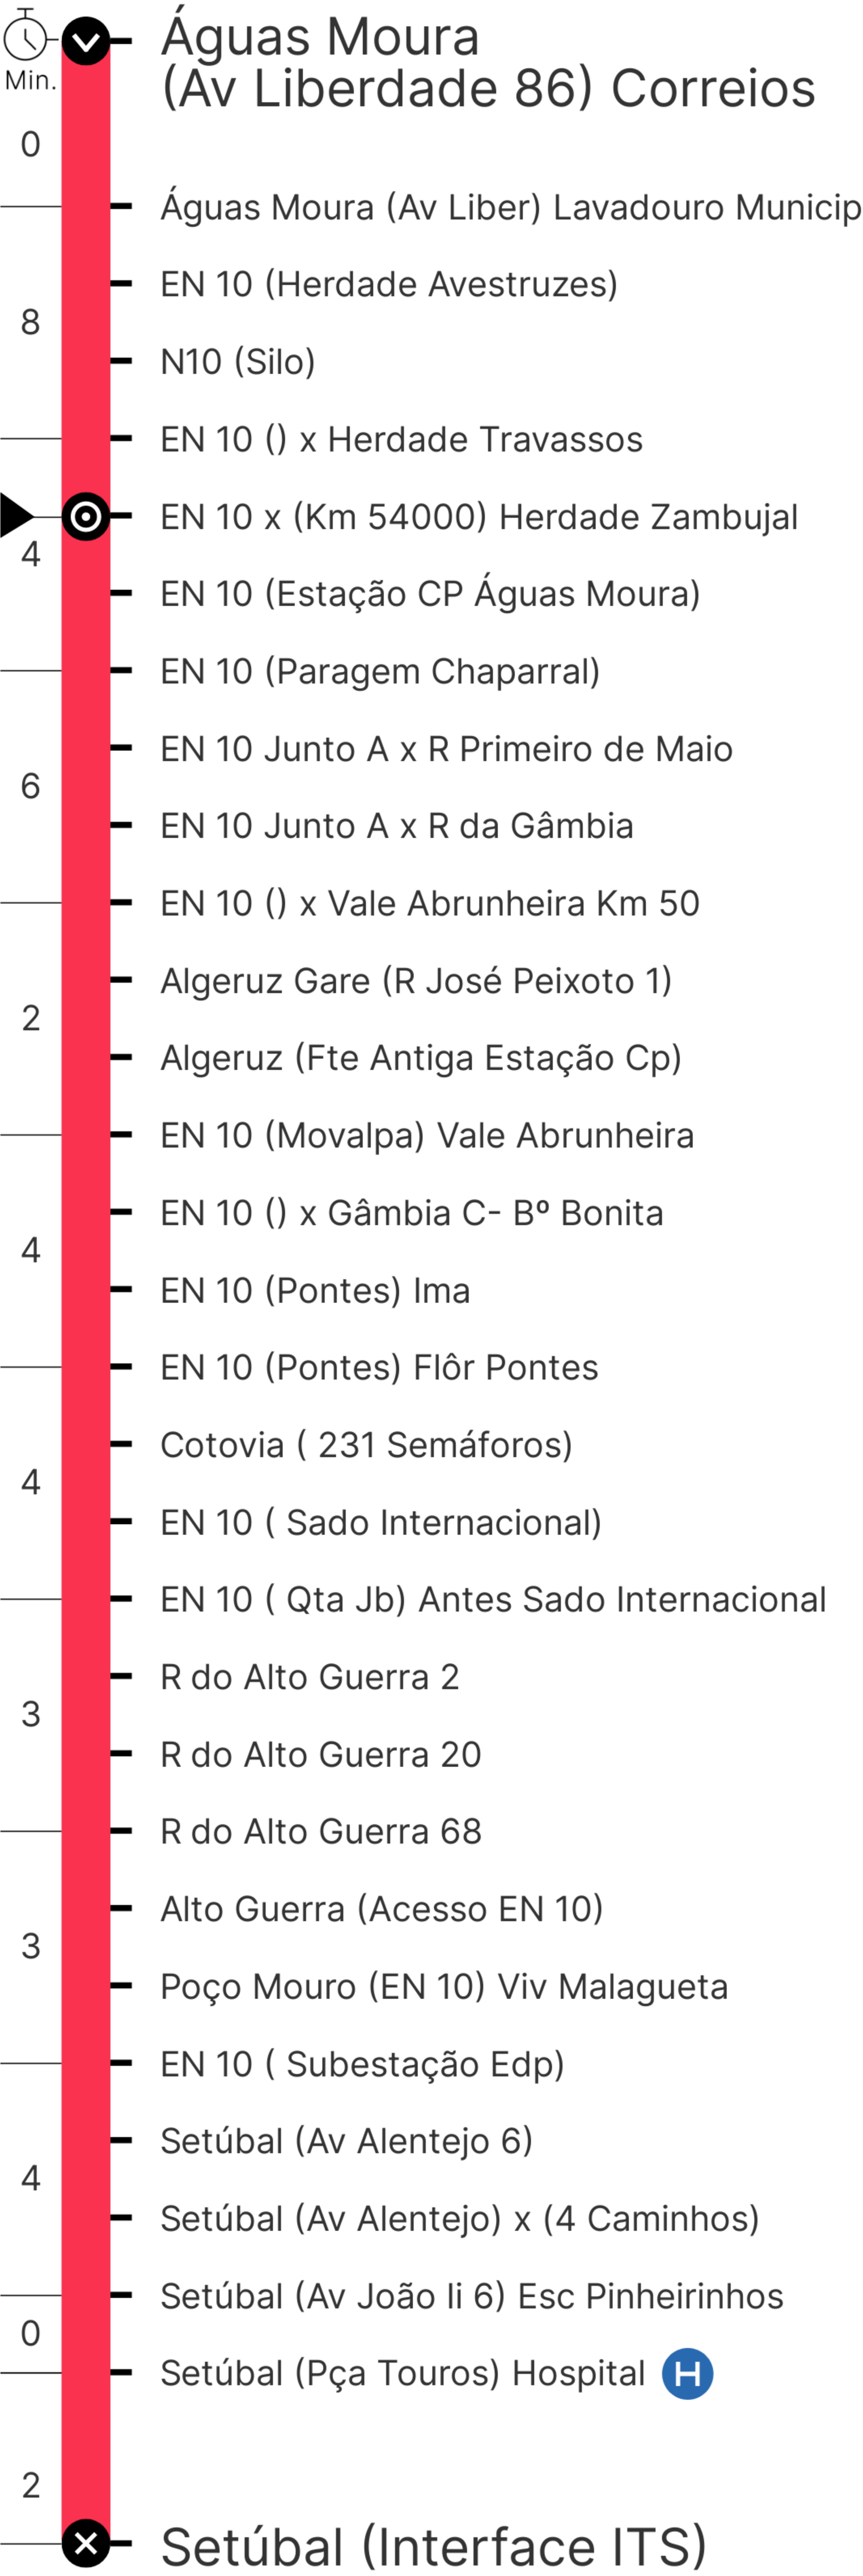 Águas Moura
(Av Liberdade 86) Correios
Min.
0
Águas Moura (Av Liber) Lavadouro Municip
EN 10 (Herdade Avestruzes)
8
N10 (Silo)
EN 10 () x Herdade Travassos
EN 10 x (Km 54000) Herdade Zambujal
4
EN 10 (Estação CP Águas Moura)
EN 10 (Paragem Chaparral)
EN 10 Junto A x R Primeiro de Maio
6
EN 10 Junto A x R da Gâmbia
EN 10 () x Vale Abrunheira Km 50
Algeruz Gare (R José Peixoto 1)
2
Algeruz (Fte Antiga Estação Cp)
EN 10 (Movalpa) Vale Abrunheira
EN 10 () x Gâmbia C- Bº Bonita
4
EN 10 (Pontes) Ima
EN 10 (Pontes) Flôr Pontes
Cotovia ( 231 Semáforos)
4
EN 10 ( Sado Internacional)
EN 10 ( Qta Jb) Antes Sado Internacional
R do Alto Guerra 2
3
R do Alto Guerra 20
R do Alto Guerra 68
Alto Guerra (Acesso EN 10)
3
Poço Mouro (EN 10) Viv Malagueta
EN 10 ( Subestação Edp)
Setúbal (Av Alentejo 6)
4
Setúbal (Av Alentejo) x (4 Caminhos)
Setúbal (Av João Ii 6) Esc Pinheirinhos
0
Setúbal (Pça Touros) Hospital H
2
Setúbal (Interface ITS)